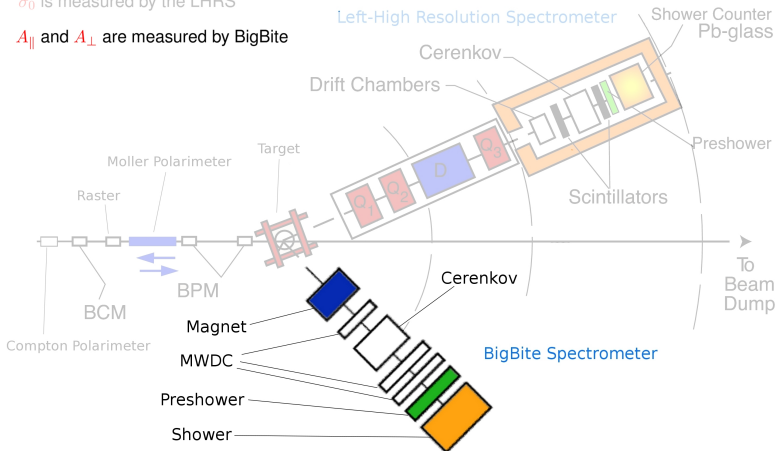 σ₀ is measured by the LHRS
A∥ and A⊥ are measured by BigBite
Left-High Resolution Spectrometer
Shower Counter
Pb-glass
Cerenkov
Drift Chambers
Preshower
Scintillators
Moller Polarimeter
Target
Raster
Q1
Q2
D
Q3
BCM
BPM
To
Beam
Dump
Compton Polarimeter
Cerenkov
Magnet
MWDC
BigBite Spectrometer
Preshower
Shower